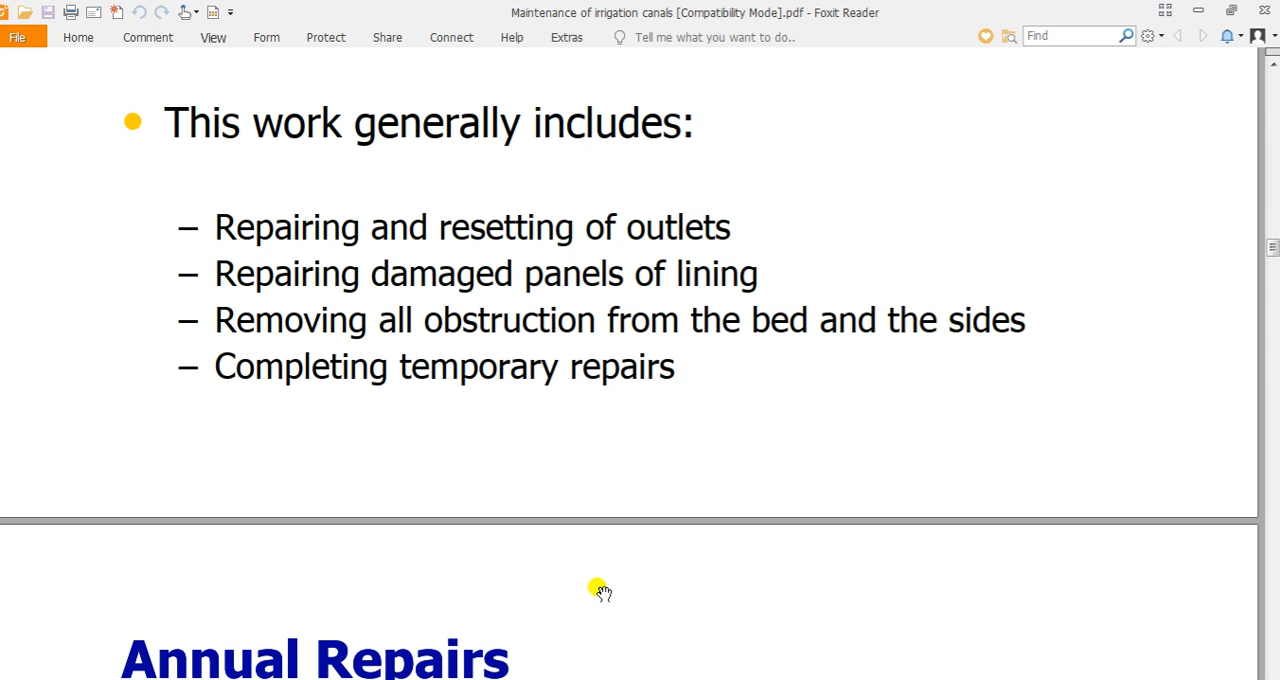 Maintenance of irrigation canals [Compatibility Mode].pdf - Foxit Reader
File Home Comment View Form Protect Share Connect Help Extras Tell me what you want to do.. Find
• This work generally includes:
– Repairing and resetting of outlets
– Repairing damaged panels of lining
– Removing all obstruction from the bed and the sides
– Completing temporary repairs
Annual Repairs